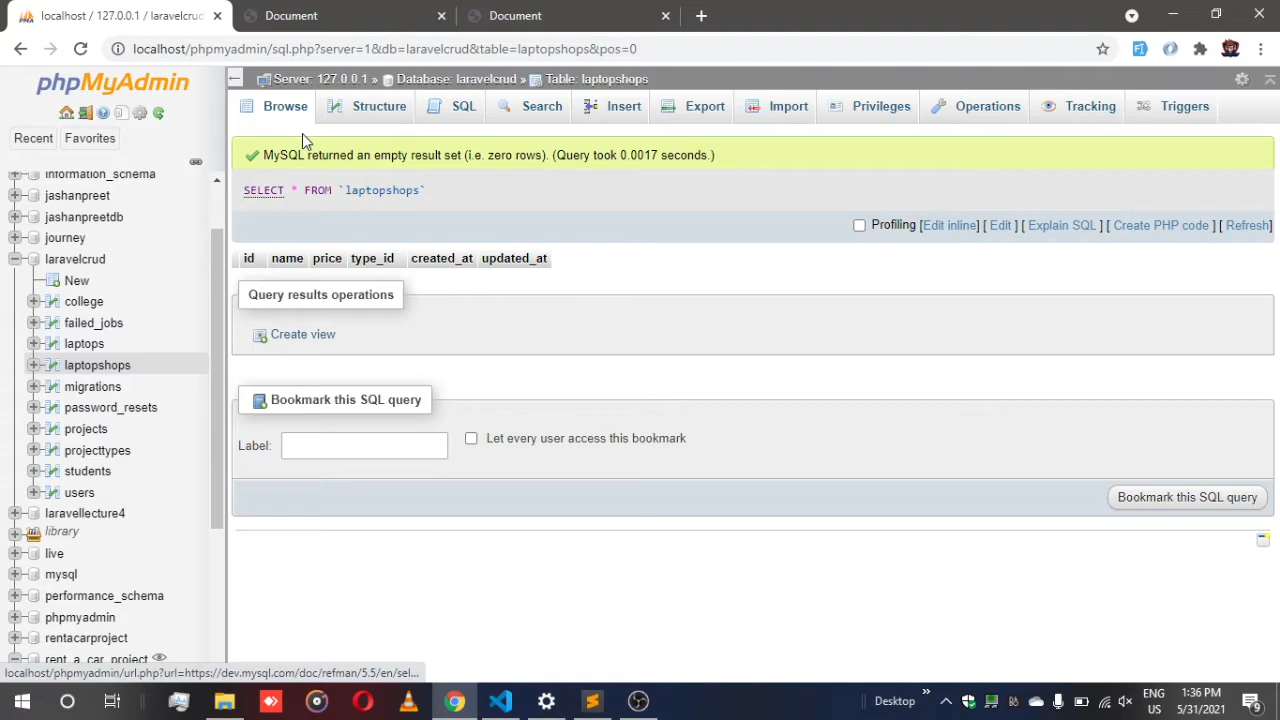 localhost / 127.0.0.1 / laravelcru
Document
Document
localhost/phpmyadmin/sql.php?server=1&db=laravelcrud&table=laptopshops&pos=0
phpMyAdmin
Recent
Favorites
information_schema
jashanpreet
jashanpreetdb
journey
laravelcrud
New
college
failed_jobs
laptops
laptopshops
migrations
password_resets
projects
projecttypes
students
users
laravellecture4
library
live
mysql
performance_schema
phpmyadmin
rentacarproject
rent_a_car_project
Server: 127.0.0.1 » Database: laravelcrud » Table: laptopshops
Browse Structure SQL Search Insert Export Import Privileges Operations Tracking Triggers
MySQL returned an empty result set (i.e. zero rows). (Query took 0.0017 seconds.)
SELECT * FROM `laptopshops`
Profiling [Edit inline] [ Edit ] [ Explain SQL ] [ Create PHP code ] [ Refresh]
id name price type_id created_at updated_at
Query results operations
Create view
Bookmark this SQL query
Label:
Let every user access this bookmark
Bookmark this SQL query
localhost/phpmyadmin/url.php?url=https://dev.mysql.com/doc/refman/5.5/en/sel...
Desktop
ENG
US
1:36 PM
5/31/2021